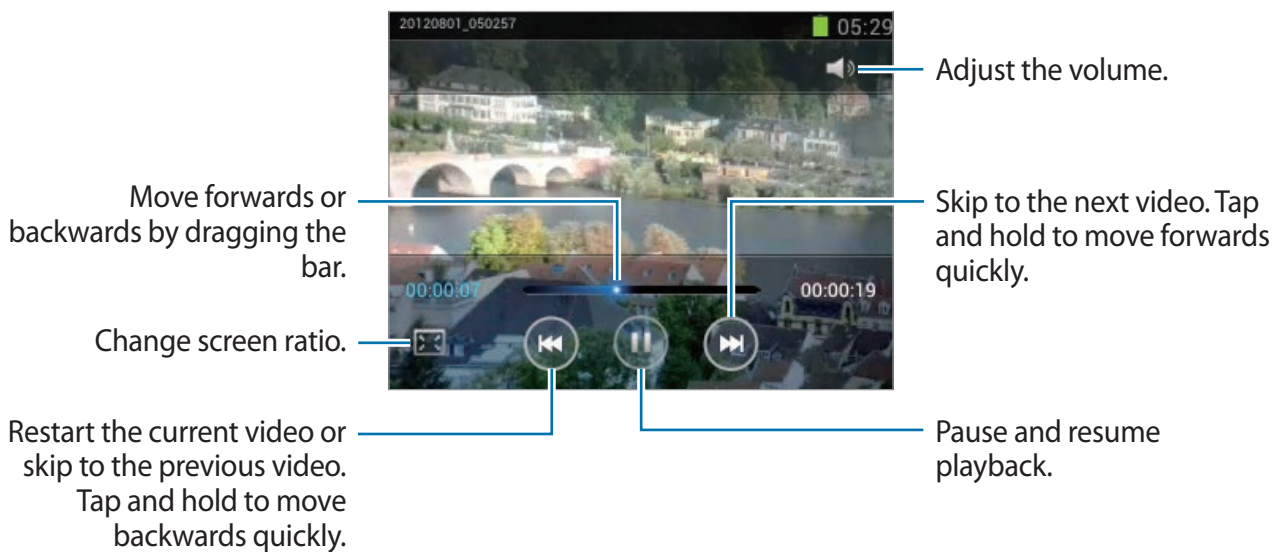 20120801_050257
05:29
Adjust the volume.
Move forwards or
backwards by dragging the
bar.
Skip to the next video. Tap
and hold to move forwards
quickly.
00:00:07
00:00:19
Change screen ratio.
Restart the current video or
skip to the previous video.
Tap and hold to move
backwards quickly.
Pause and resume
playback.